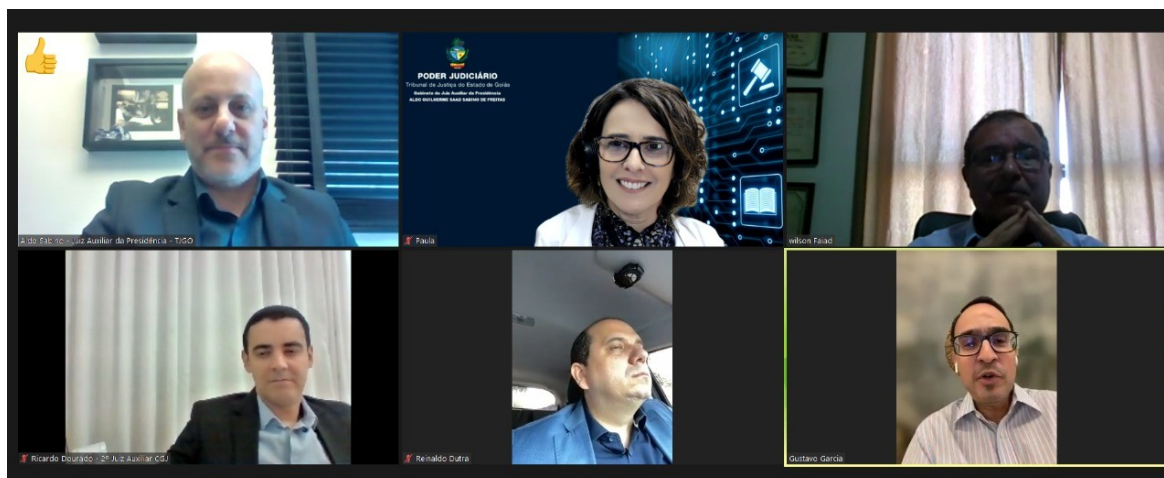 PODER JUDICIÁRIO
Tribunal de Justiça do Estado de Goiás
Gabinete do Juiz Auxiliar da Presidência
ALDO GUILHERME SAAD SABINO DE FREITAS
Aldo Sabino - Juiz Auxiliar da Presidência - TJGO
Paula
wilson Faiad
Ricardo Dourado - 2º Juiz Auxiliar CGJ
Reinaldo Dutra
Gustavo Garcia